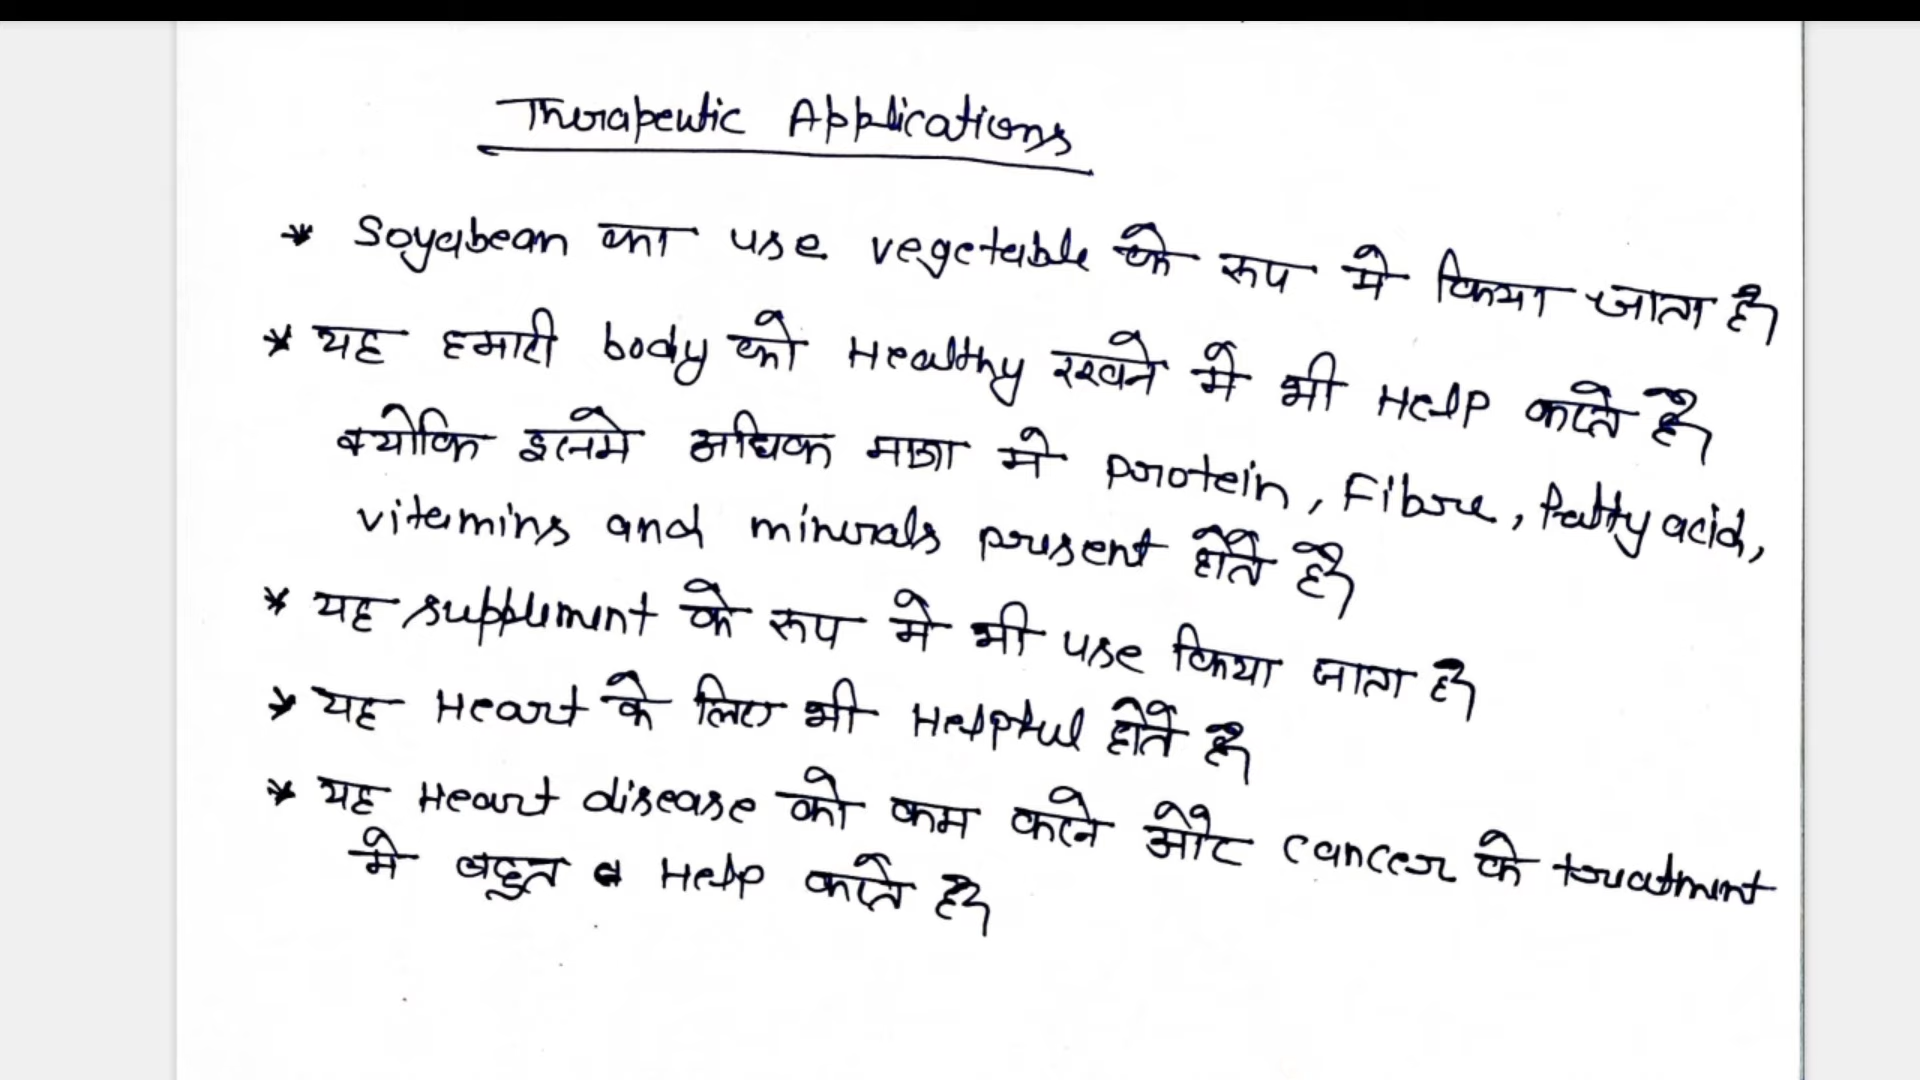 Therapeutic Applications
* Soyabean का use vegetable के रूप मे किया जाता है
* यह हमारी body को Healthy रखने मे भी Help करते है
क्योकि इनमे अधिक मात्रा मे protein, Fibre, fatty acid,
vitamins and minerals present होते है
* यह supplement के रूप मे भी use किया जाता है
* यह Heart के लिए भी Helpful होते है
* यह Heart disease को कम करने और cancer के treatment
मे बहुत Help करते है